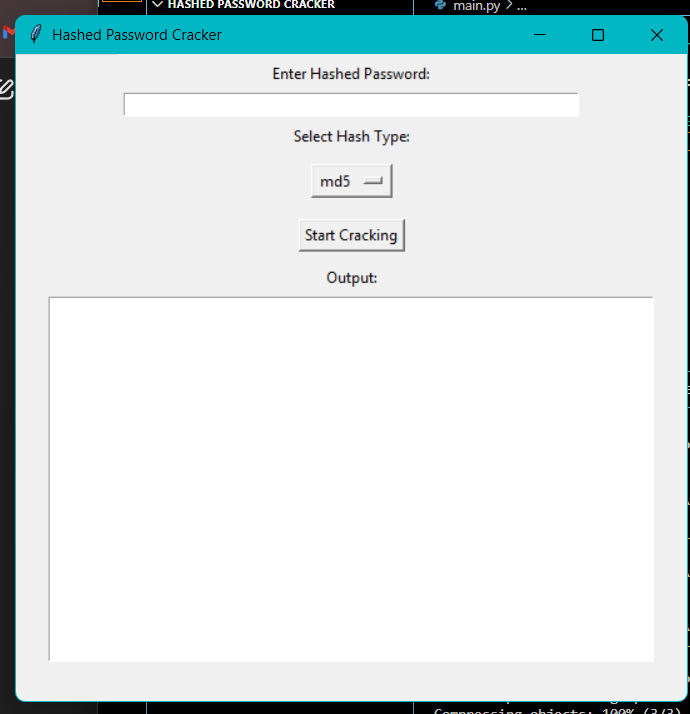 HASHED PASSWORD CRACKER
main.py > ...
Hashed Password Cracker
Enter Hashed Password:
Select Hash Type:
md5
Start Cracking
Output:
Compressing objects: 100% (3/3)